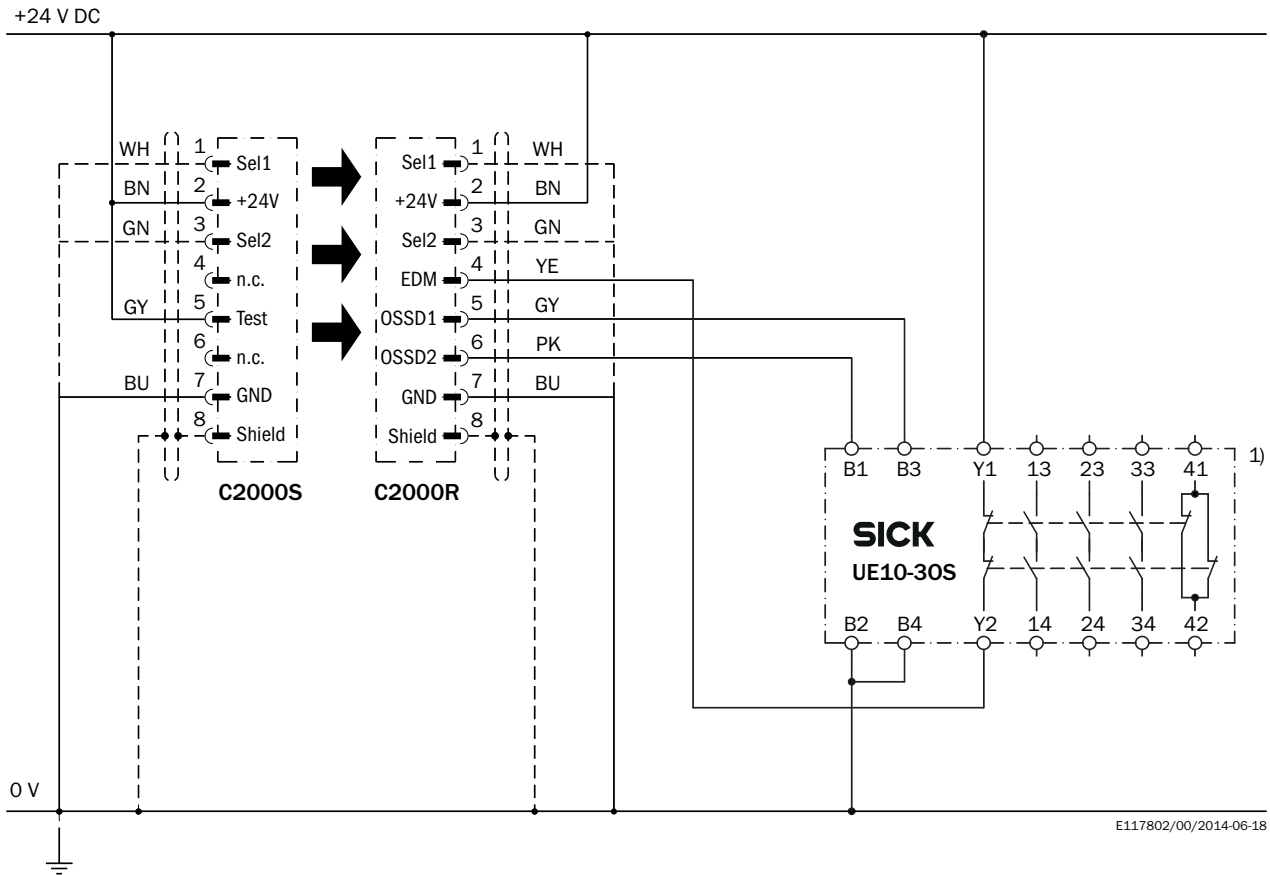 +24 V DC
WH 1 Sel1
BN 2 +24V
GN 3 Sel2
4 n.c.
GY 5 Test
6 n.c.
BU 7 GND
8 Shield
C2000S
Sel1 1 WH
+24V 2 BN
Sel2 3 GN
EDM 4 YE
OSSD1 5 GY
OSSD2 6 PK
GND 7 BU
Shield 8
C2000R
B1 B3 Y1 13 23 33 41 1)
SICK
UE10-30S
B2 B4 Y2 14 24 34 42
0 V
E117802/00/2014-06-18